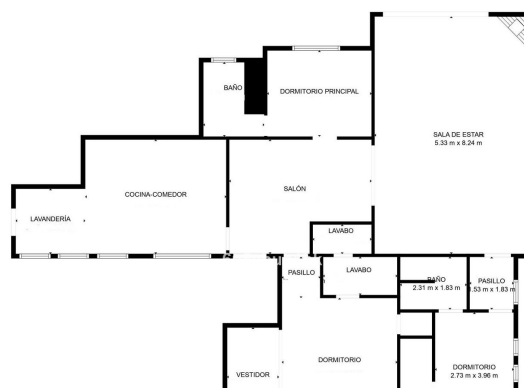 BAÑO
DORMITORIO PRINCIPAL
SALA DE ESTAR
5.33 m x 8.24 m
COCINA-COMEDOR
SALÓN
LAVANDERÍA
LAVABO
PASILLO
LAVABO
BAÑO
2.31 m x 1.83 m
PASILLO
.53 m x 1.83 m
DORMITORIO
VESTIDOR
DORMITORIO
2.73 m x 3.96 m